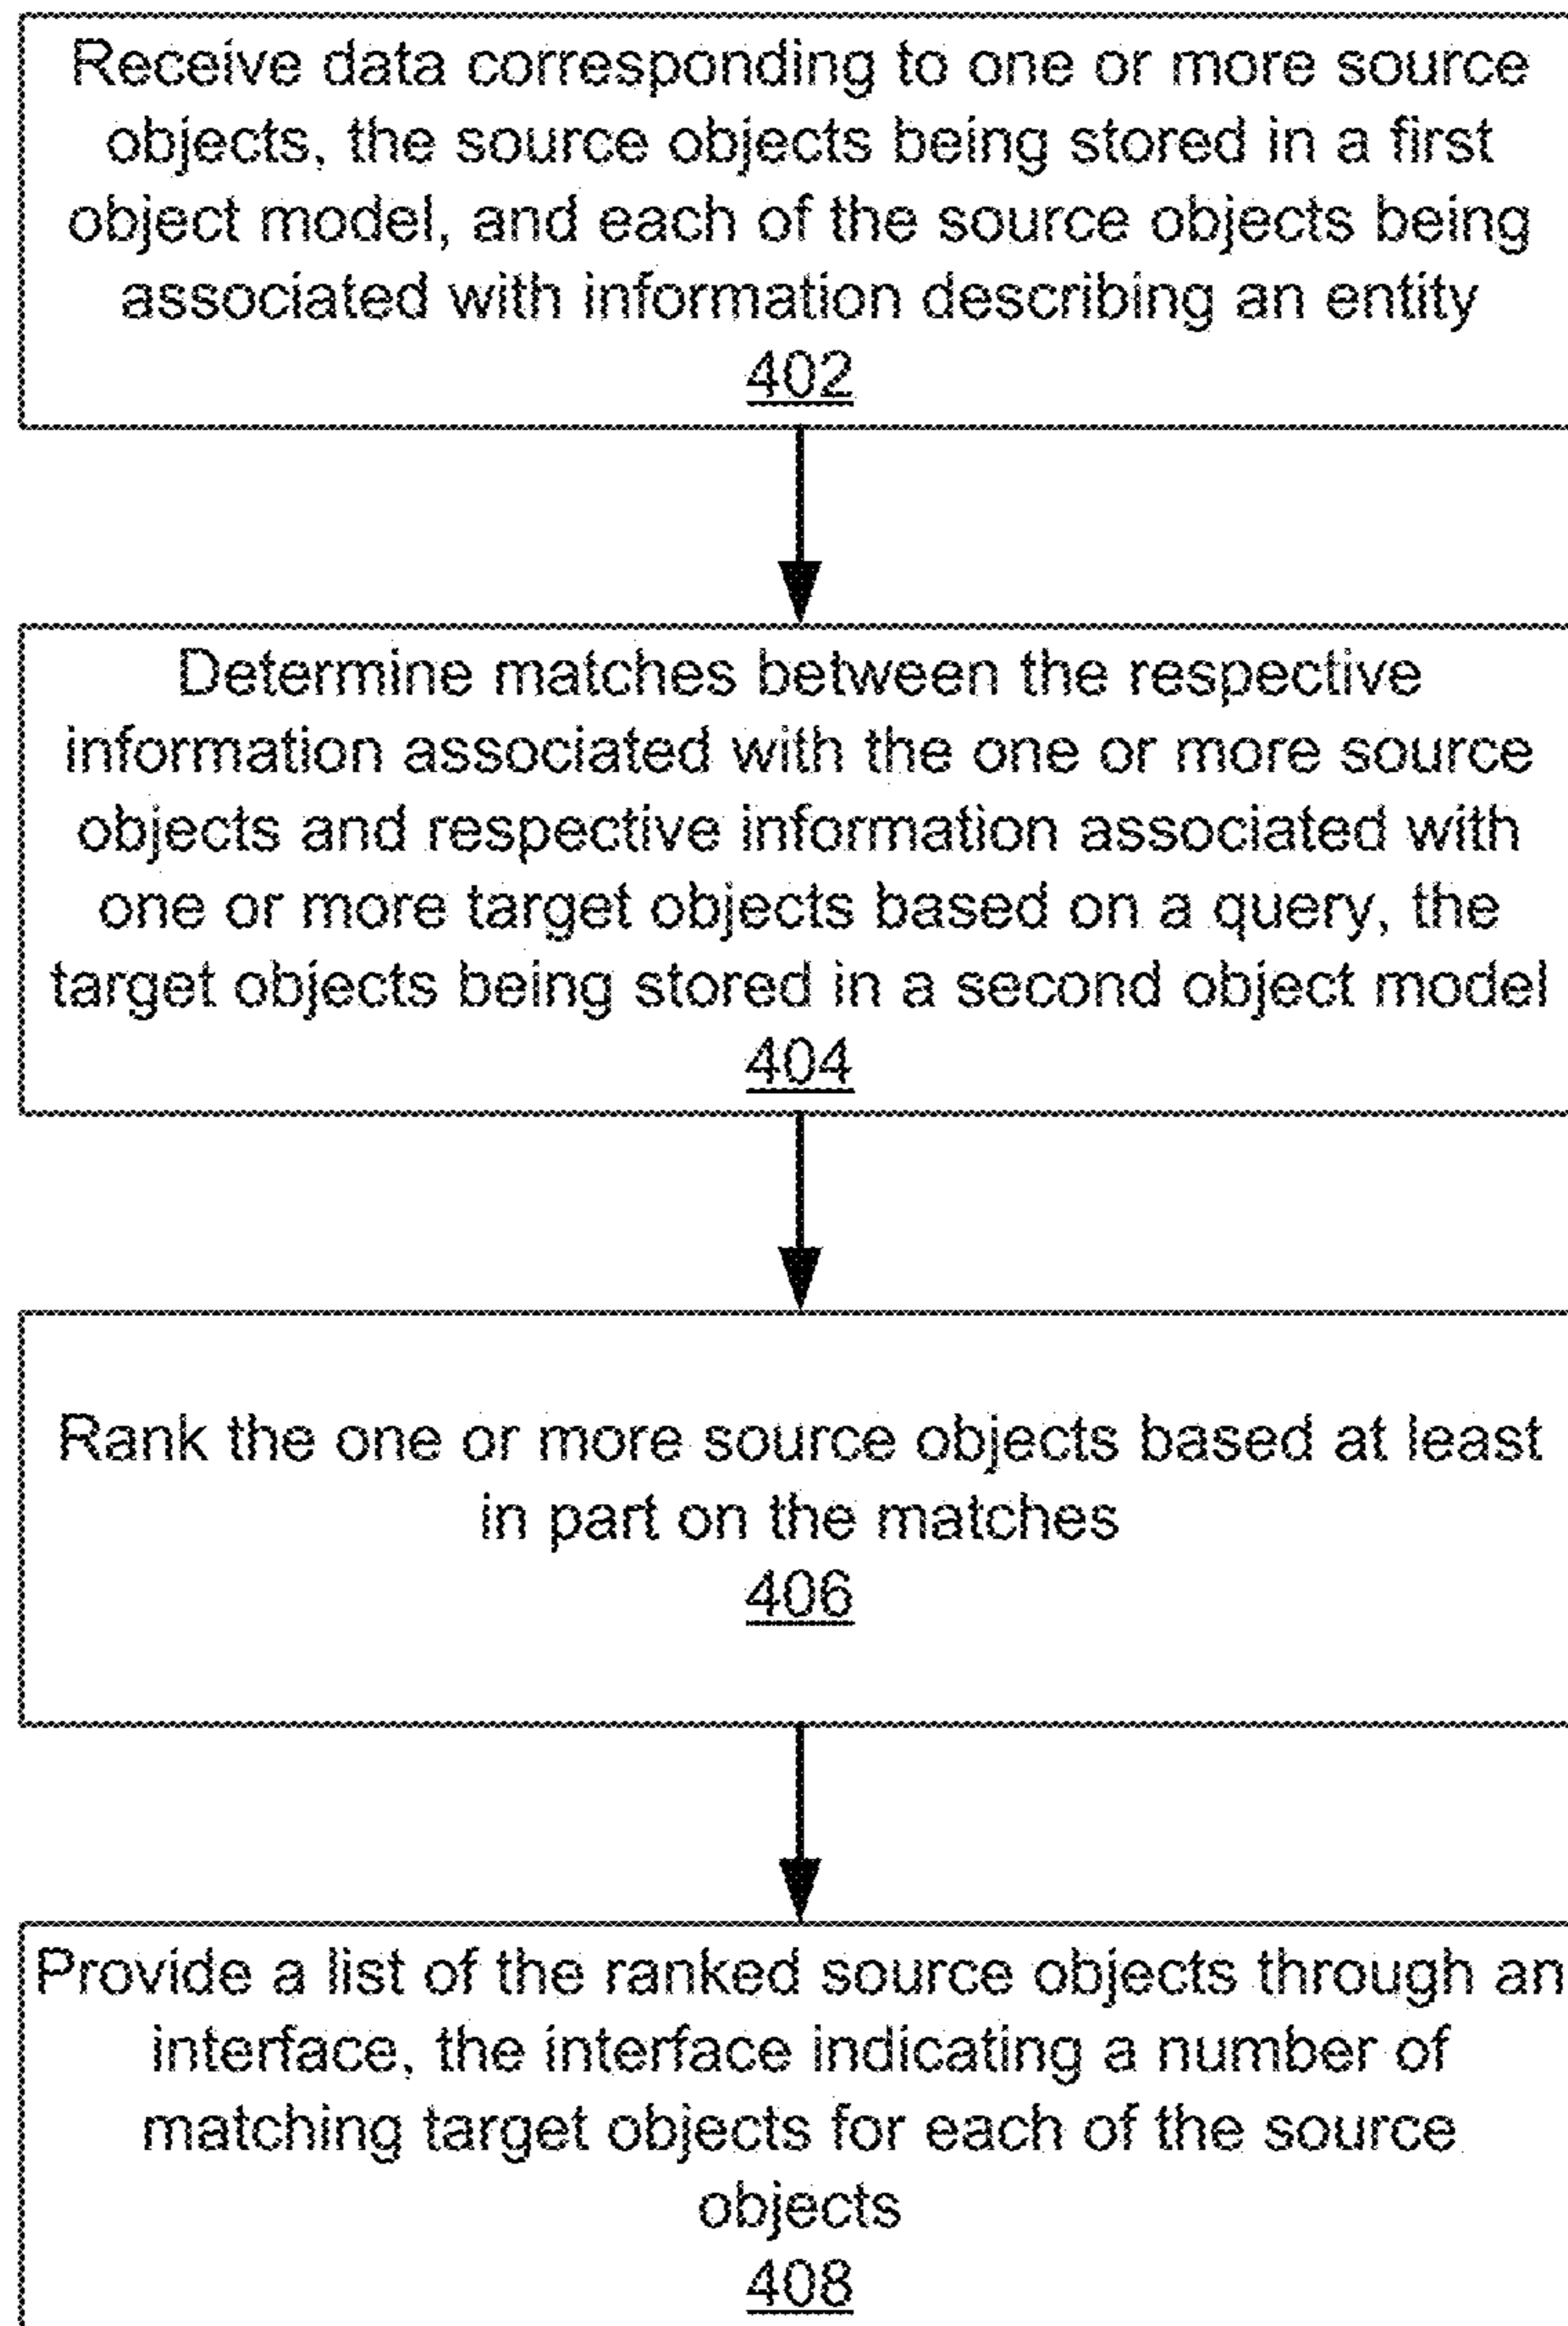 Receive data corresponding to one or more source
objects, the source objects being stored in a first
object model, and each of the source objects being
associated with information describing an entity
402
Determine matches between the respective
information associated with the one or more source
objects and respective information associated with
one or more target objects based on a query, the
target objects being stored in a second object model
404
Rank the one or more source objects based at least
in part on the matches
406
Provide a list of the ranked source objects through an
interface, the interface indicating a number of
matching target objects for each of the source
objects
408